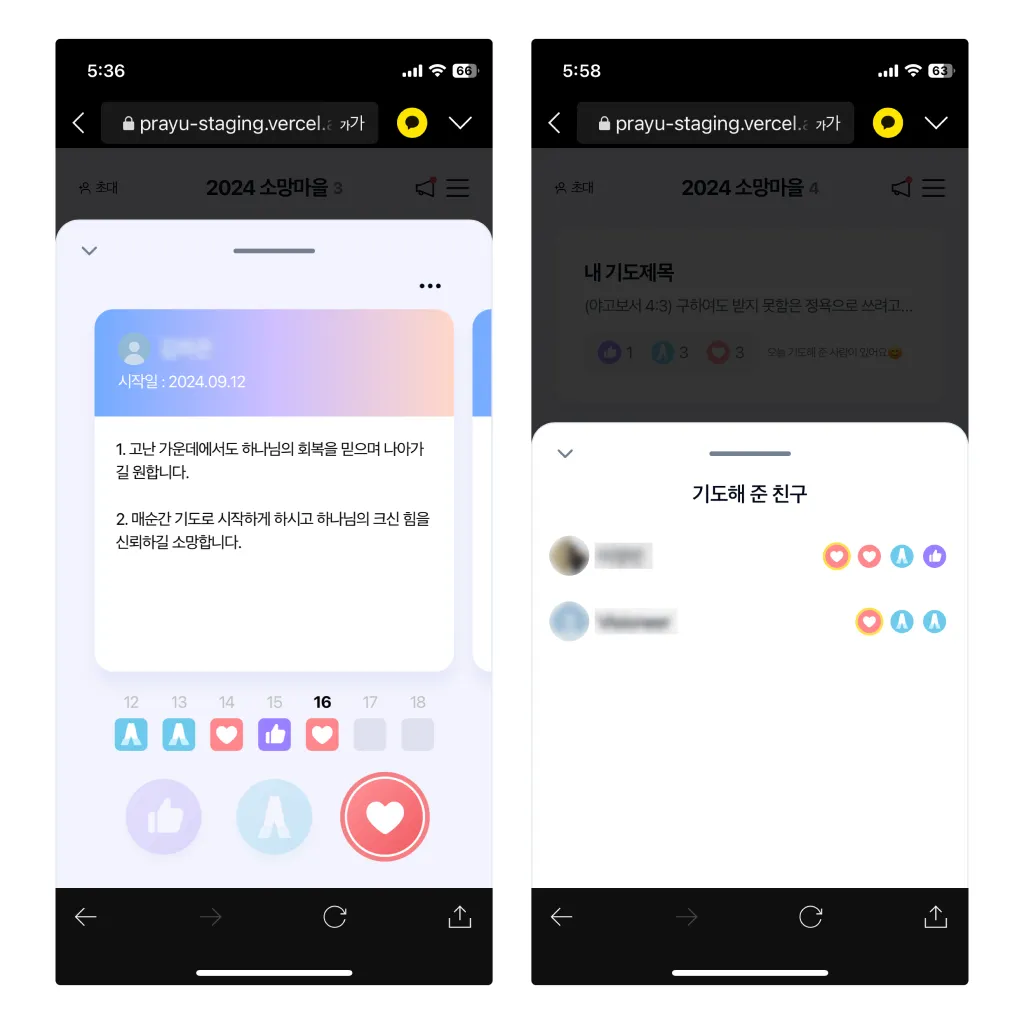 5:36
66
prayu-staging.vercel.a 가가
초대
2024 소망마을 3
시작일 : 2024.09.12
1. 고난 가운데에서도 하나님의 회복을 믿으며 나아가
길 원합니다.
2. 매순간 기도로 시작하게 하시고 하나님의 크신 힘을
신뢰하길 소망합니다.
12 13 14 15 16 17 18
5:58
63
prayu-staging.vercel.a 가가
초대
2024 소망마을 4
내 기도제목
(야고보서 4:3) 구하여도 받지 못함은 정욕으로 쓰려고...
1 3 3 오늘 기도해 준 사람이 있어요😊
기도해 준 친구